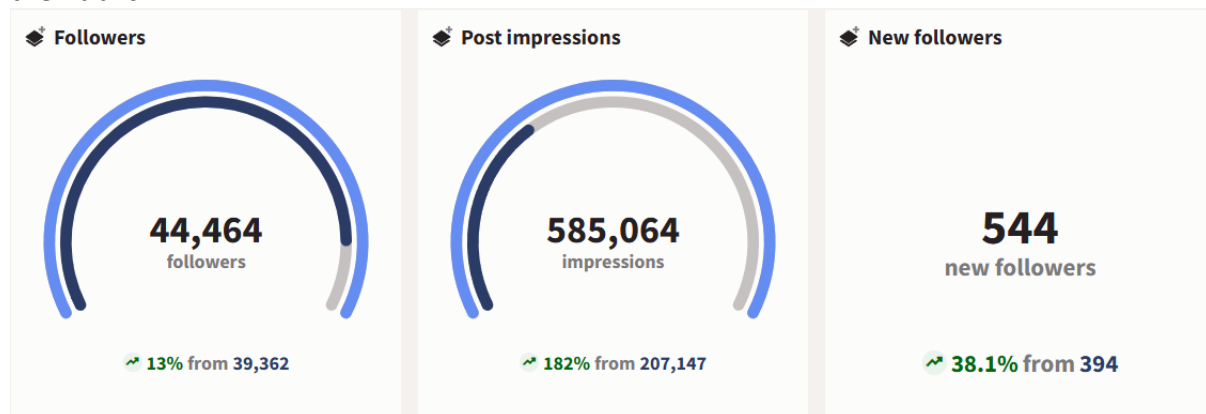 Followers
44,464
followers
13% from 39,362
Post impressions
585,064
impressions
182% from 207,147
New followers
544
new followers
38.1% from 394